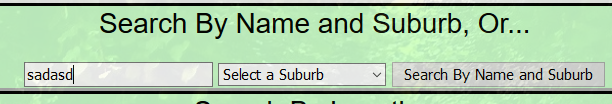 Search By Name and Suburb, Or...
sadasd Select a Suburb Search By Name and Suburb